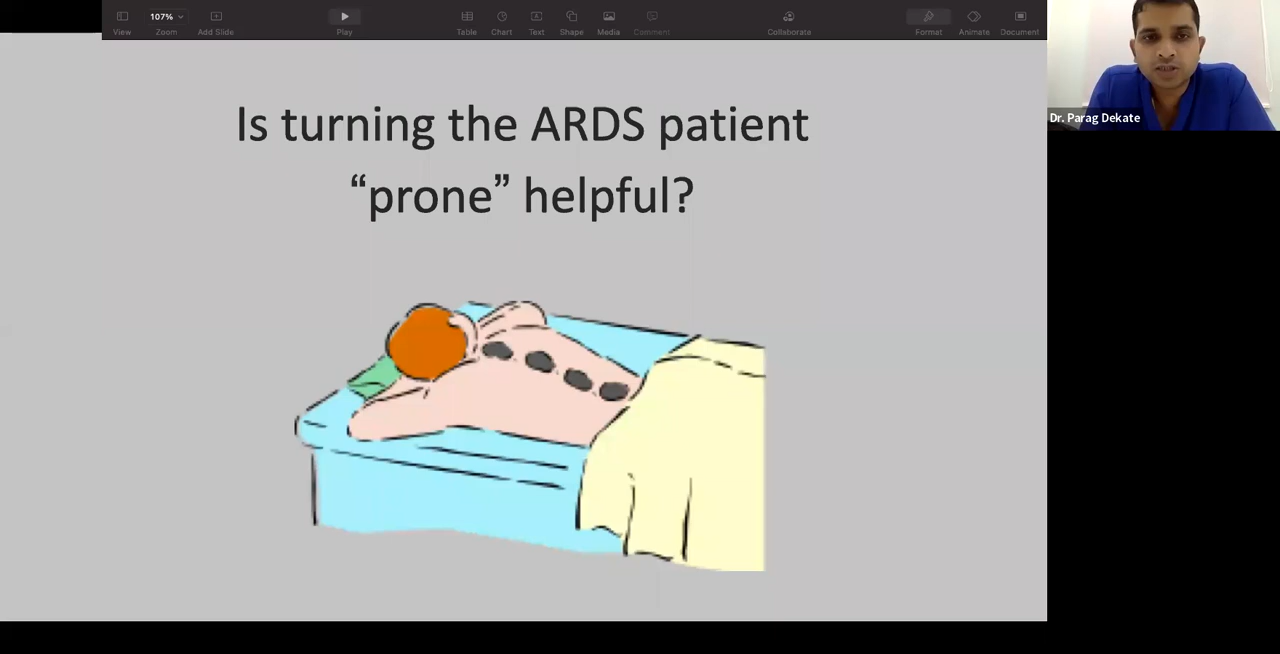 107%
View
Zoom
Add Slide
Play
Table
Chart
Text
Shape
Media
Comment
Collaborate
Format
Animate
Document
Dr. Parag Dekate
Is turning the ARDS patient
“prone” helpful?